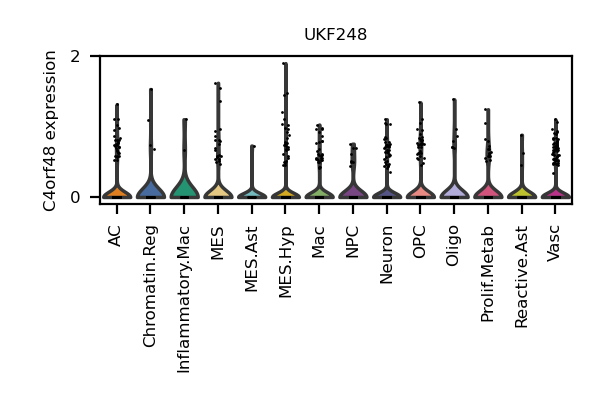 UKF248
C4orf48 expression
2
0
AC
Chromatin.Reg
Inflammatory.Mac
MES
MES.Ast
MES.Hyp
Mac
NPC
Neuron
OPC
Oligo
Prolif.Metab
Reactive.Ast
Vasc